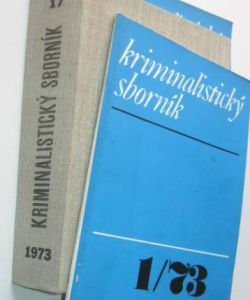 17
KRIMINALISTICKÝ SBORNÍK
1973
kriminalistický
sborník
1/73